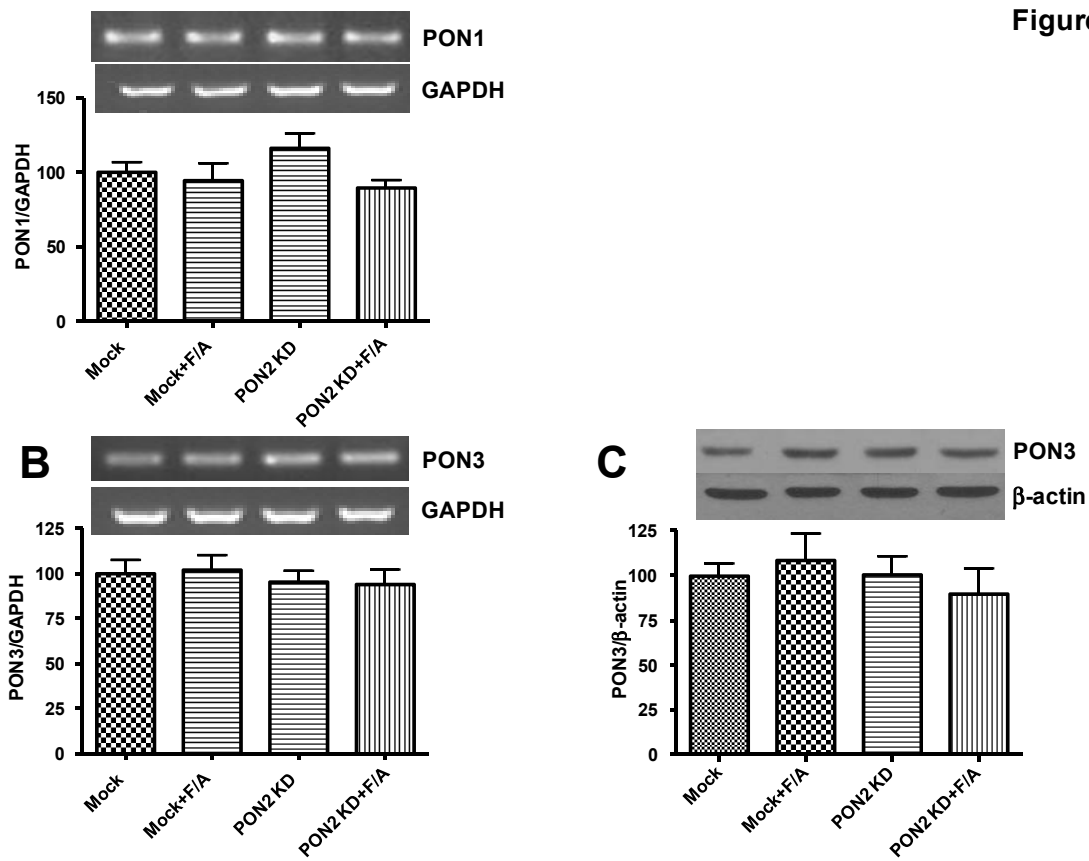 Figure
PON1
GAPDH
150
100
50
0
PON1/GAPDH
Mock
Mock+F/A
PON2 KD
PON2 KD+F/A
B
PON3
GAPDH
125
100
75
50
25
0
PON3/GAPDH
Mock
Mock+F/A
PON2 KD
PON2 KD+F/A
C
PON3
β-actin
125
100
75
50
25
0
PON3/β-actin
Mock
Mock+F/A
PON2 KD
PON2 KD+F/A